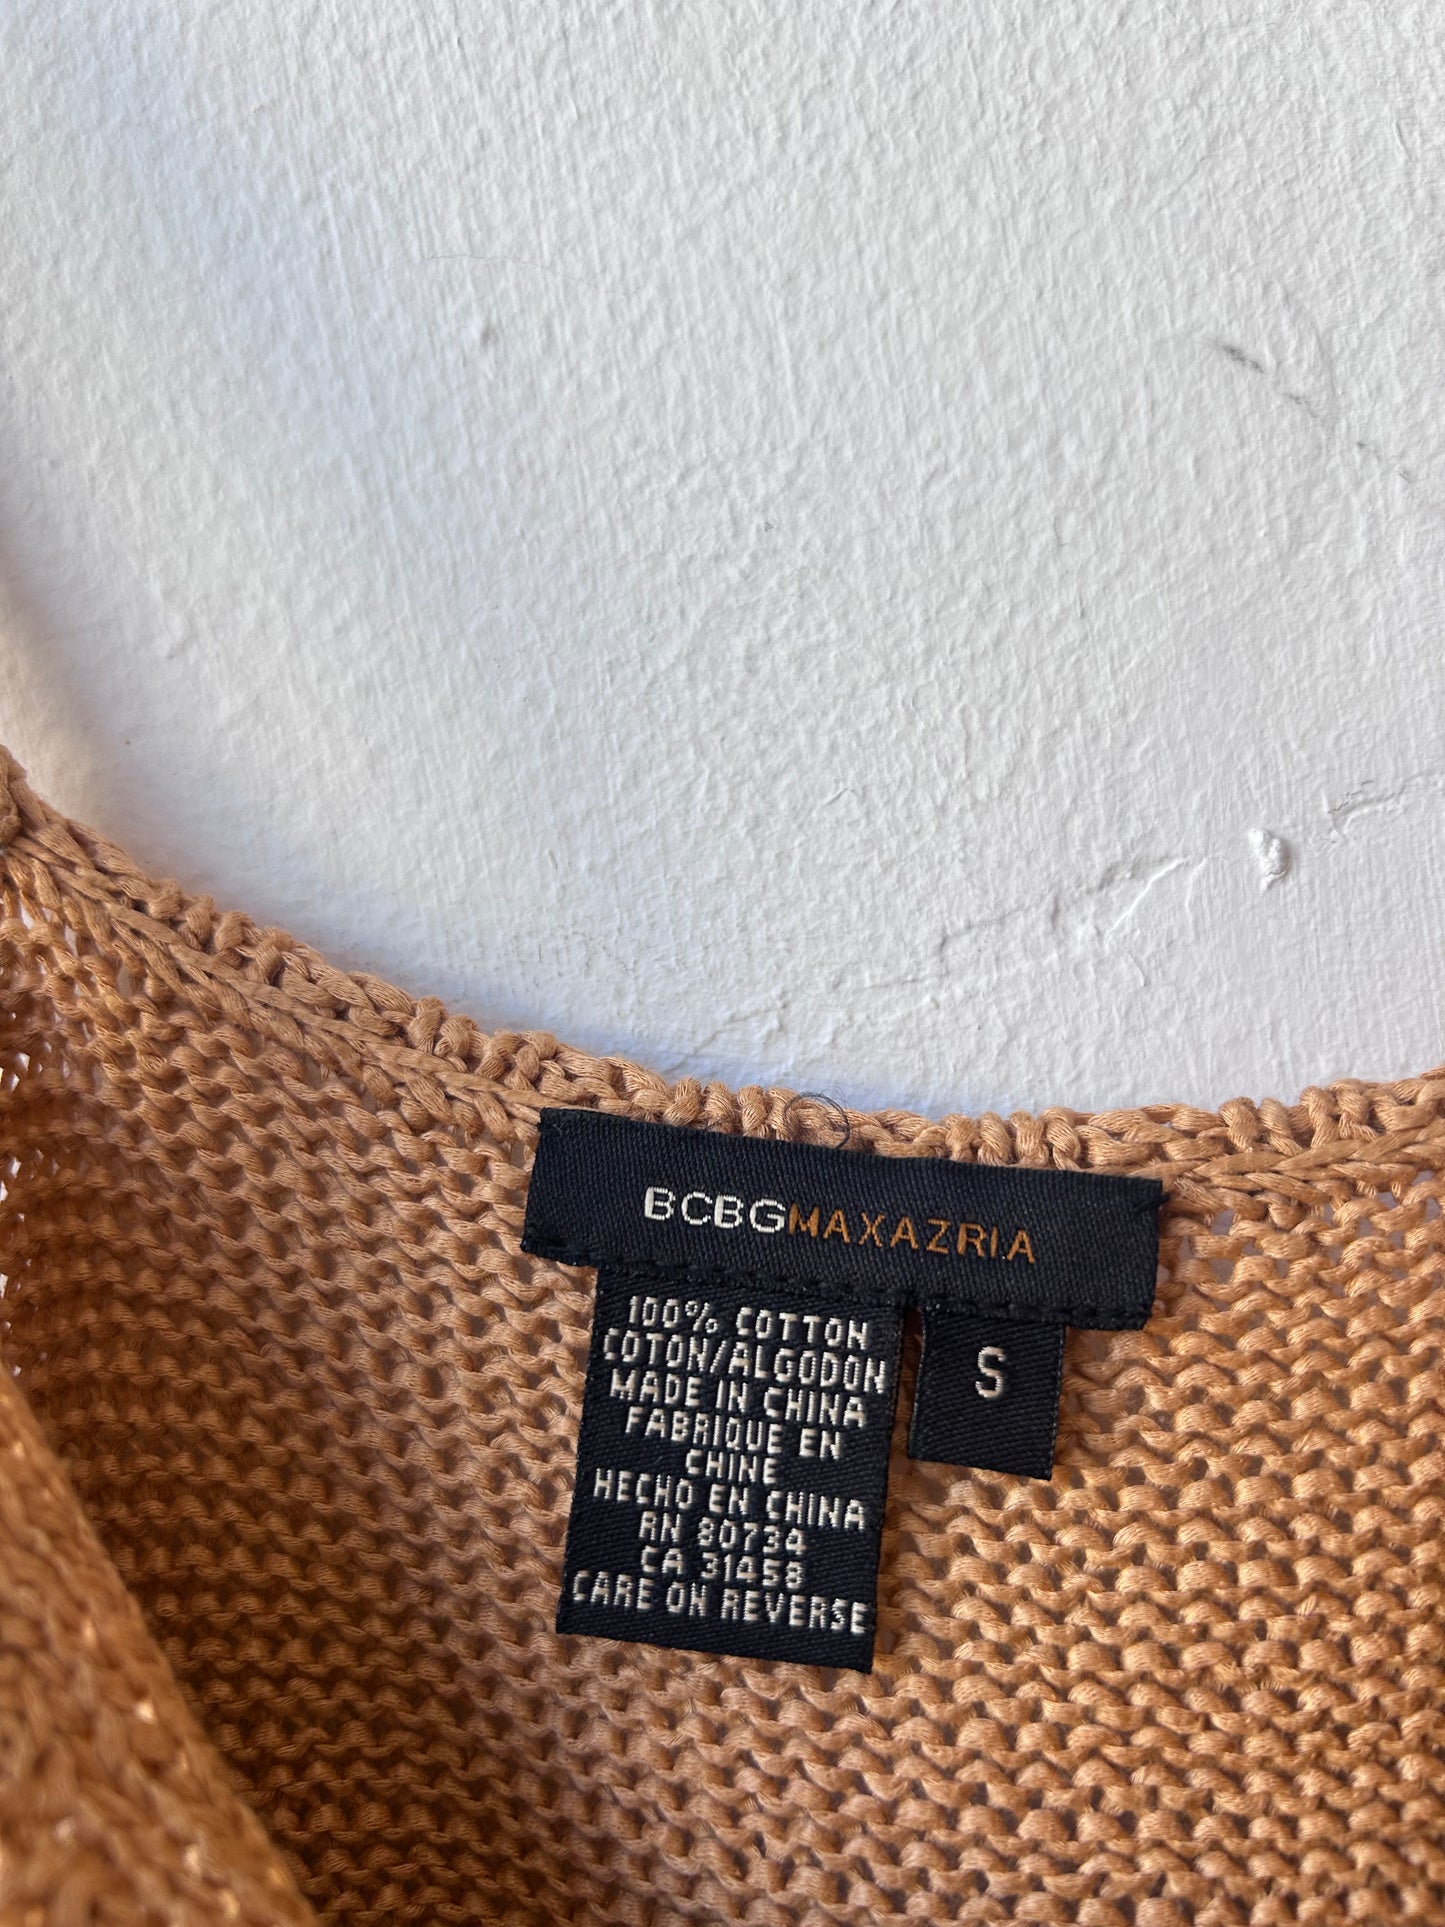 BCBGMAXAZRIA
100% COTTON
COTON/ALGODON
MADE IN CHINA
FABRIQUE EN
CHINE
HECHO EN CHINA
RN 80734
CA 31458
CARE ON REVERSE
S